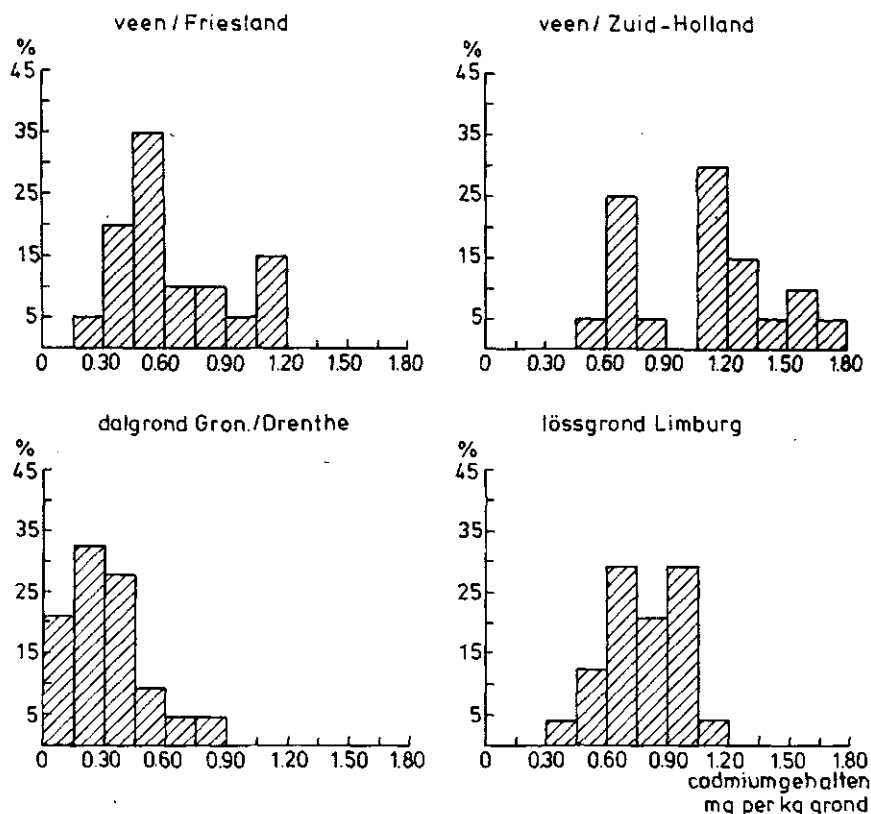 veen / Friesland
%
45
35
25
15
5
0 0.30 0.60 0.90 1.20 1.50 1.80
veen / Zuid-Holland
%
45
35
25
15
5
0 0.30 0.60 0.90 1.20 1.50 1.80
dalgrond Gron./Drenthe
%
45
35
25
15
5
0 0.30 0.60 0.90 1.20 1.50 1.80
lössgrond Limburg
%
45
35
25
15
5
0 0.30 0.60 0.90 1.20 1.50 1.80
cadmiumgehalten
mg per kg grond